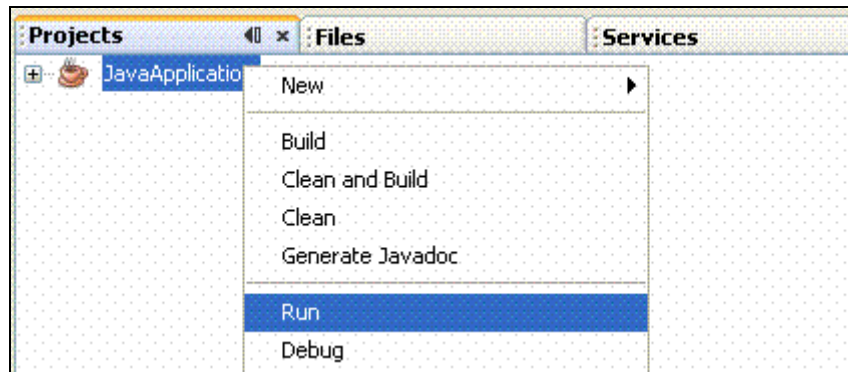 Projects Files Services
JavaApplicatio
New
Build
Clean and Build
Clean
Generate Javadoc
Run
Debug